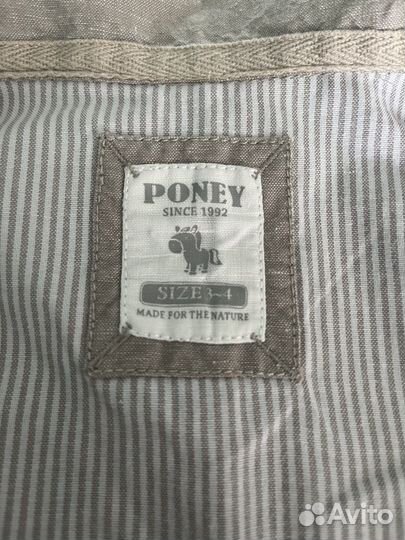 PONEY
SINCE 1992
SIZE 3-4
MADE FOR THE NATURE
Avito